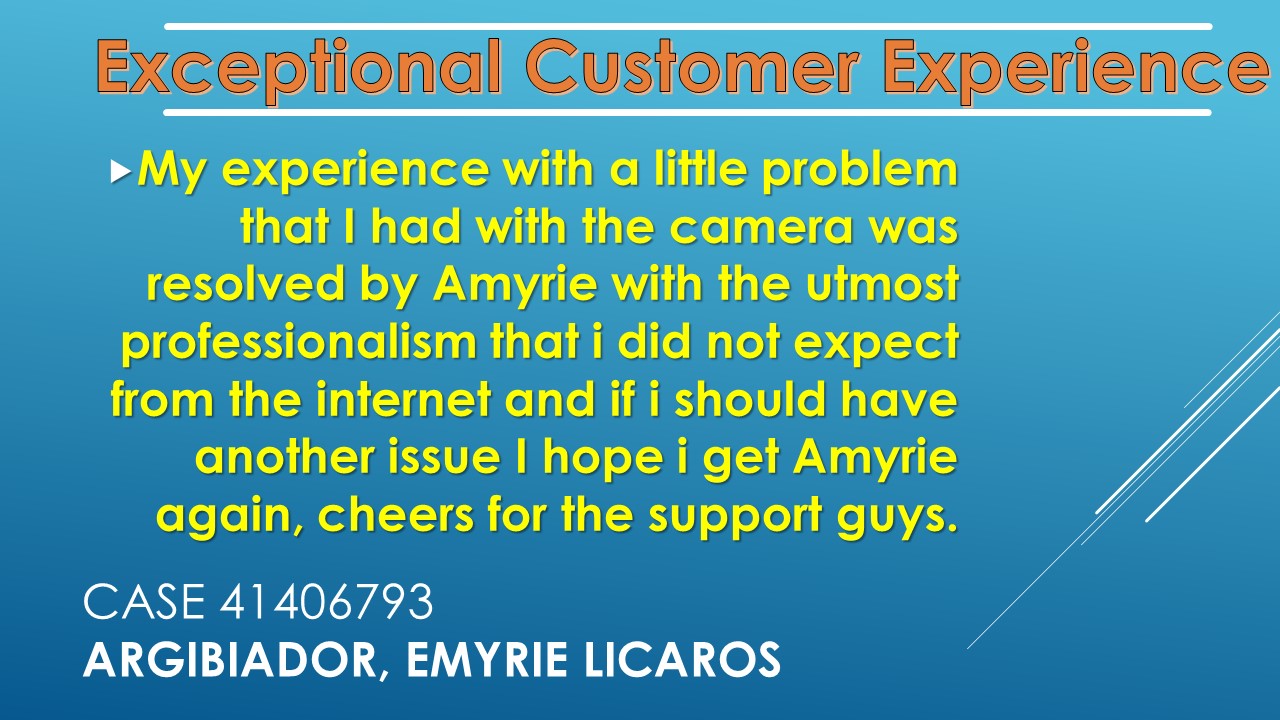 Exceptional Customer Experience
My experience with a little problem
that I had with the camera was
resolved by Amyrie with the utmost
professionalism that i did not expect
from the internet and if i should have
another issue I hope i get Amyrie
again, cheers for the support guys.
CASE 41406793
ARGIBIADOR, EMYRIE LICAROS